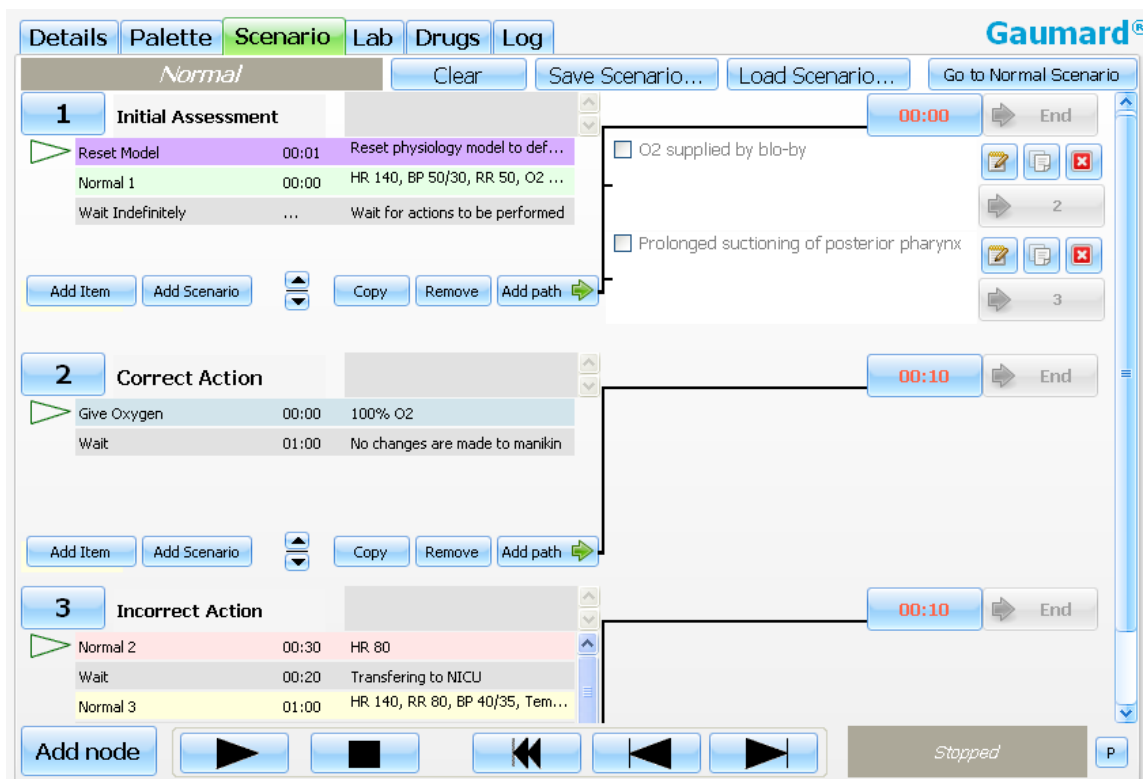 Details Palette Scenario Lab Drugs Log Gaumard®
Normal Clear Save Scenario... Load Scenario... Go to Normal Scenario
1 Initial Assessment 00:00 End
Reset Model 00:01 Reset physiology model to def...
Normal 1 00:00 HR 140, BP 50/30, RR 50, O2 ...
Wait Indefinitely ... Wait for actions to be performed
O2 supplied by blo-by
2
Prolonged suctioning of posterior pharynx
3
Add Item Add Scenario Copy Remove Add path
2 Correct Action 00:10 End
Give Oxygen 00:00 100% O2
Wait 01:00 No changes are made to manikin
Add Item Add Scenario Copy Remove Add path
3 Incorrect Action 00:10 End
Normal 2 00:30 HR 80
Wait 00:20 Transfering to NICU
Normal 3 01:00 HR 140, RR 80, BP 40/35, Tem...
Add node Stopped P